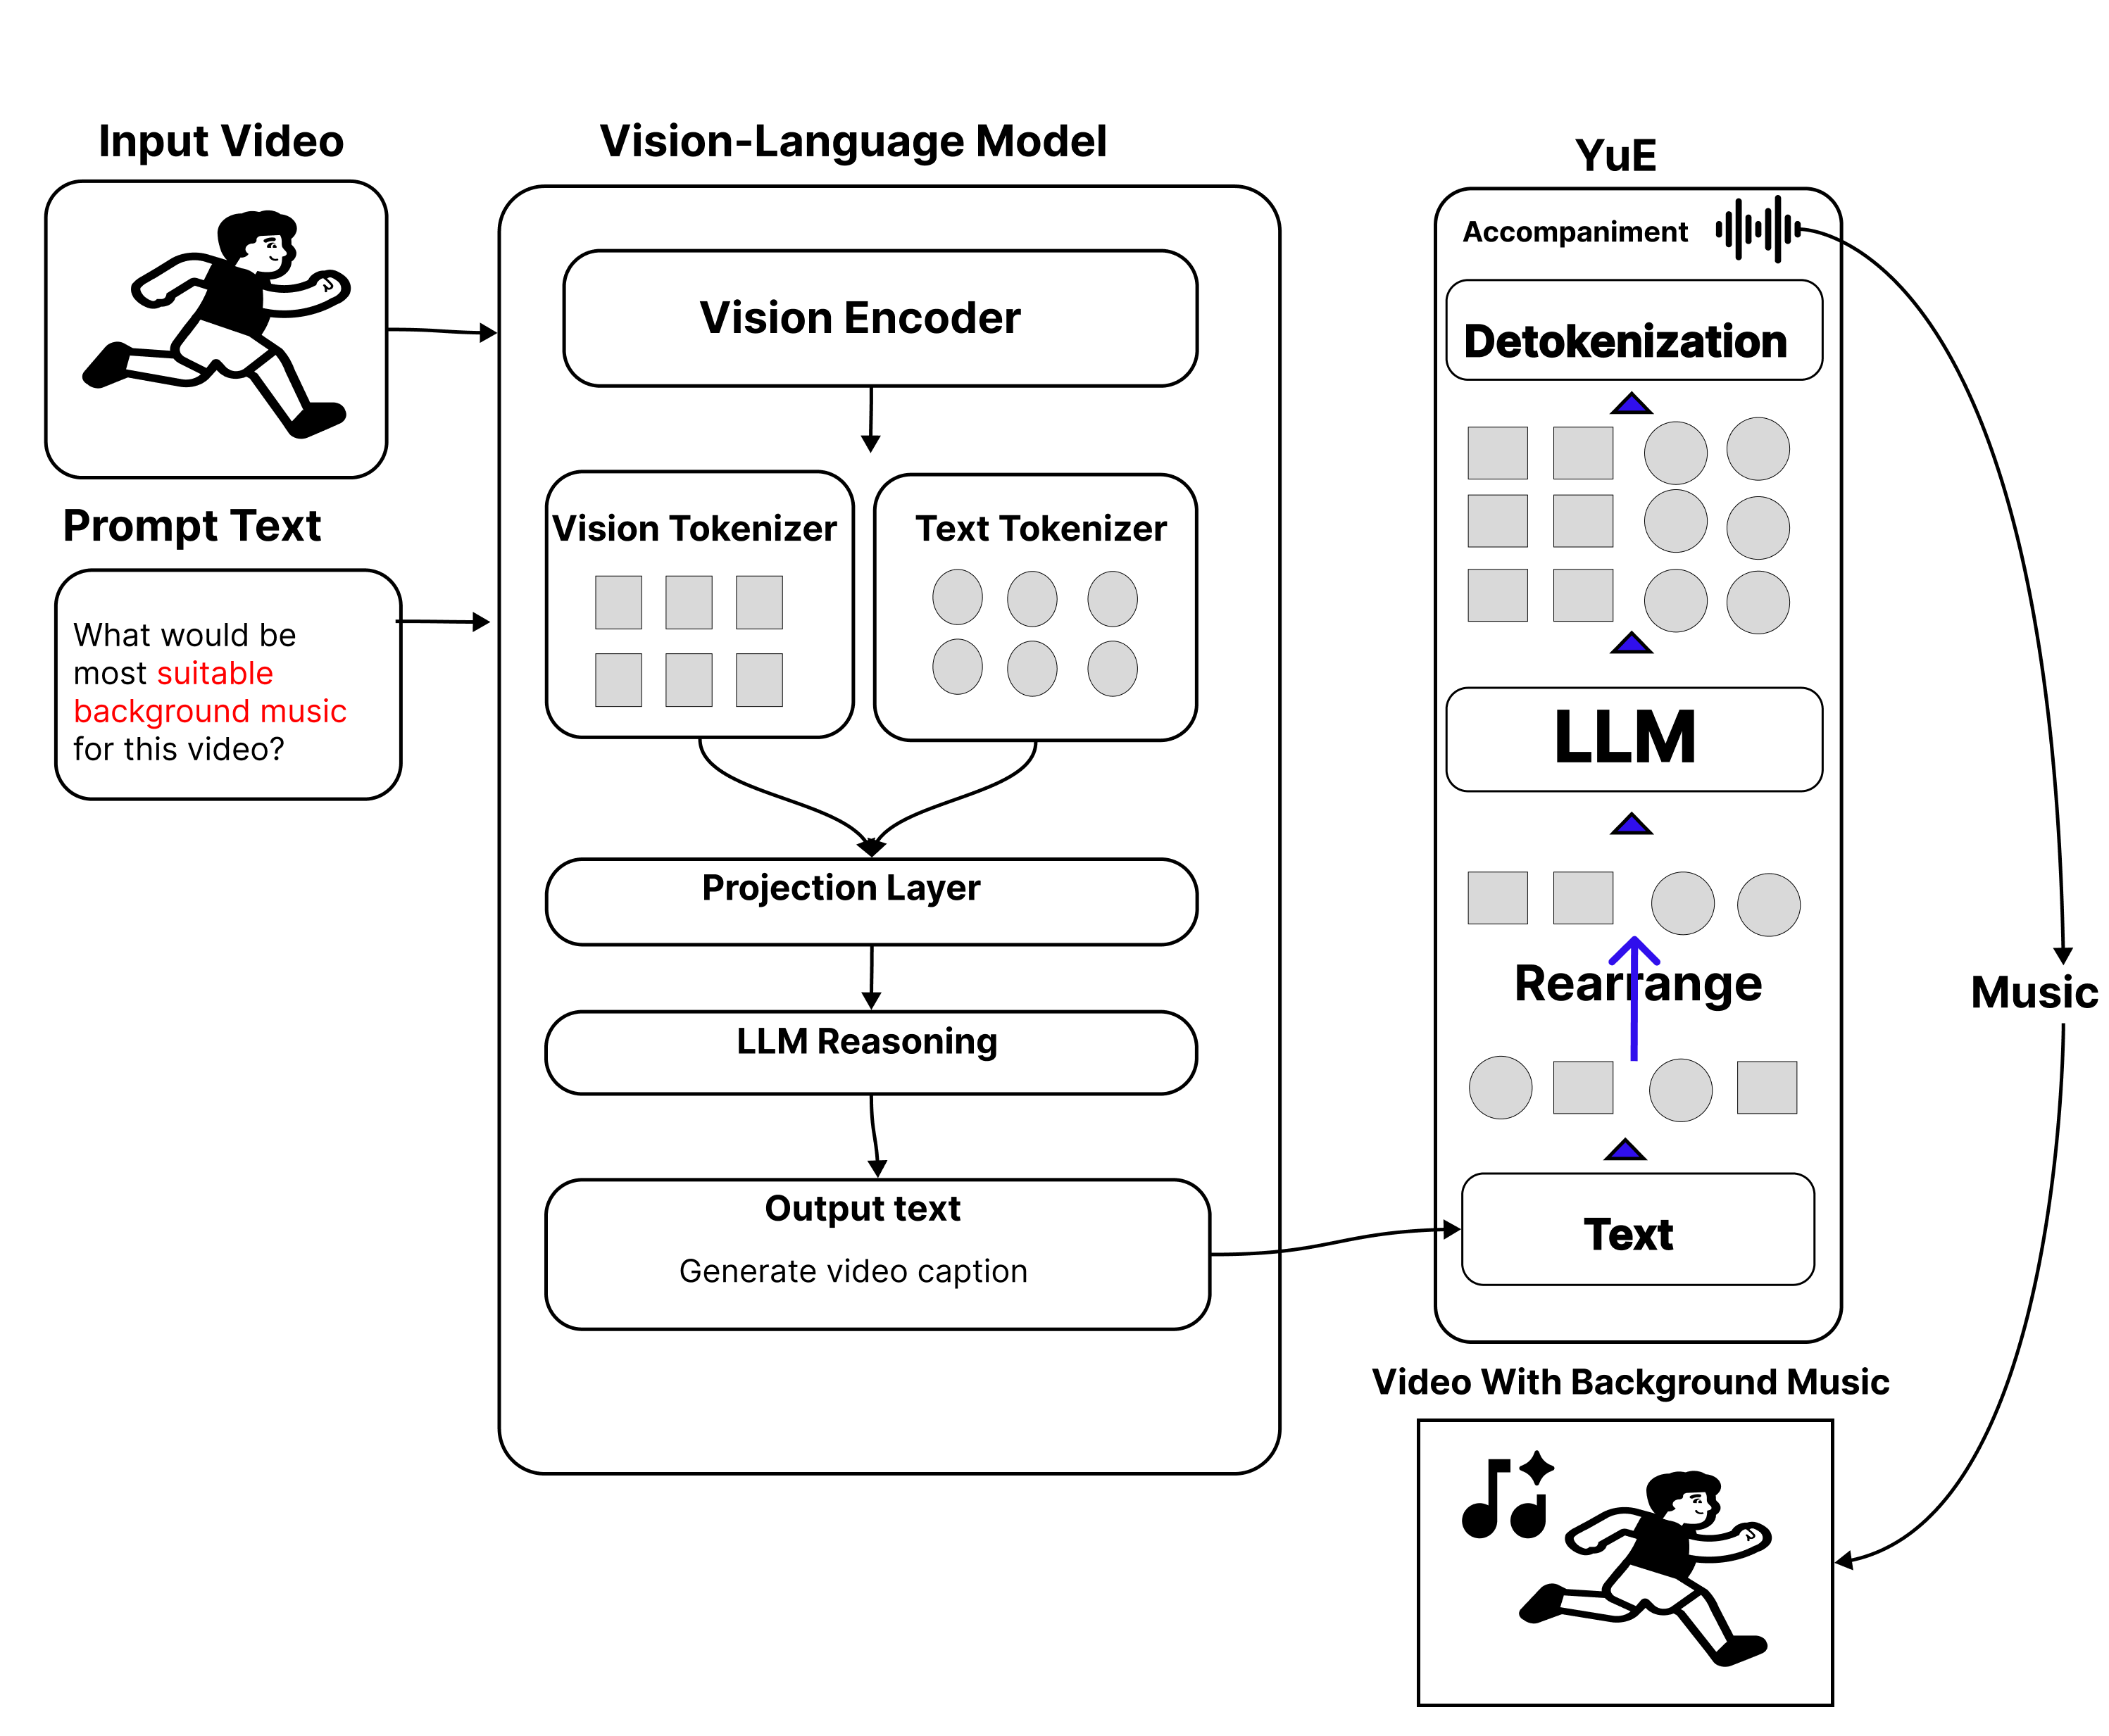 Input Video
Prompt Text
What would be
most suitable
background music
for this video?
Vision-Language Model
Vision Encoder
Vision Tokenizer
Text Tokenizer
Projection Layer
LLM Reasoning
Output text
Generate video caption
YuE
Accompaniment
Detokenization
LLM
Rearrange
Text
Music
Video With Background Music